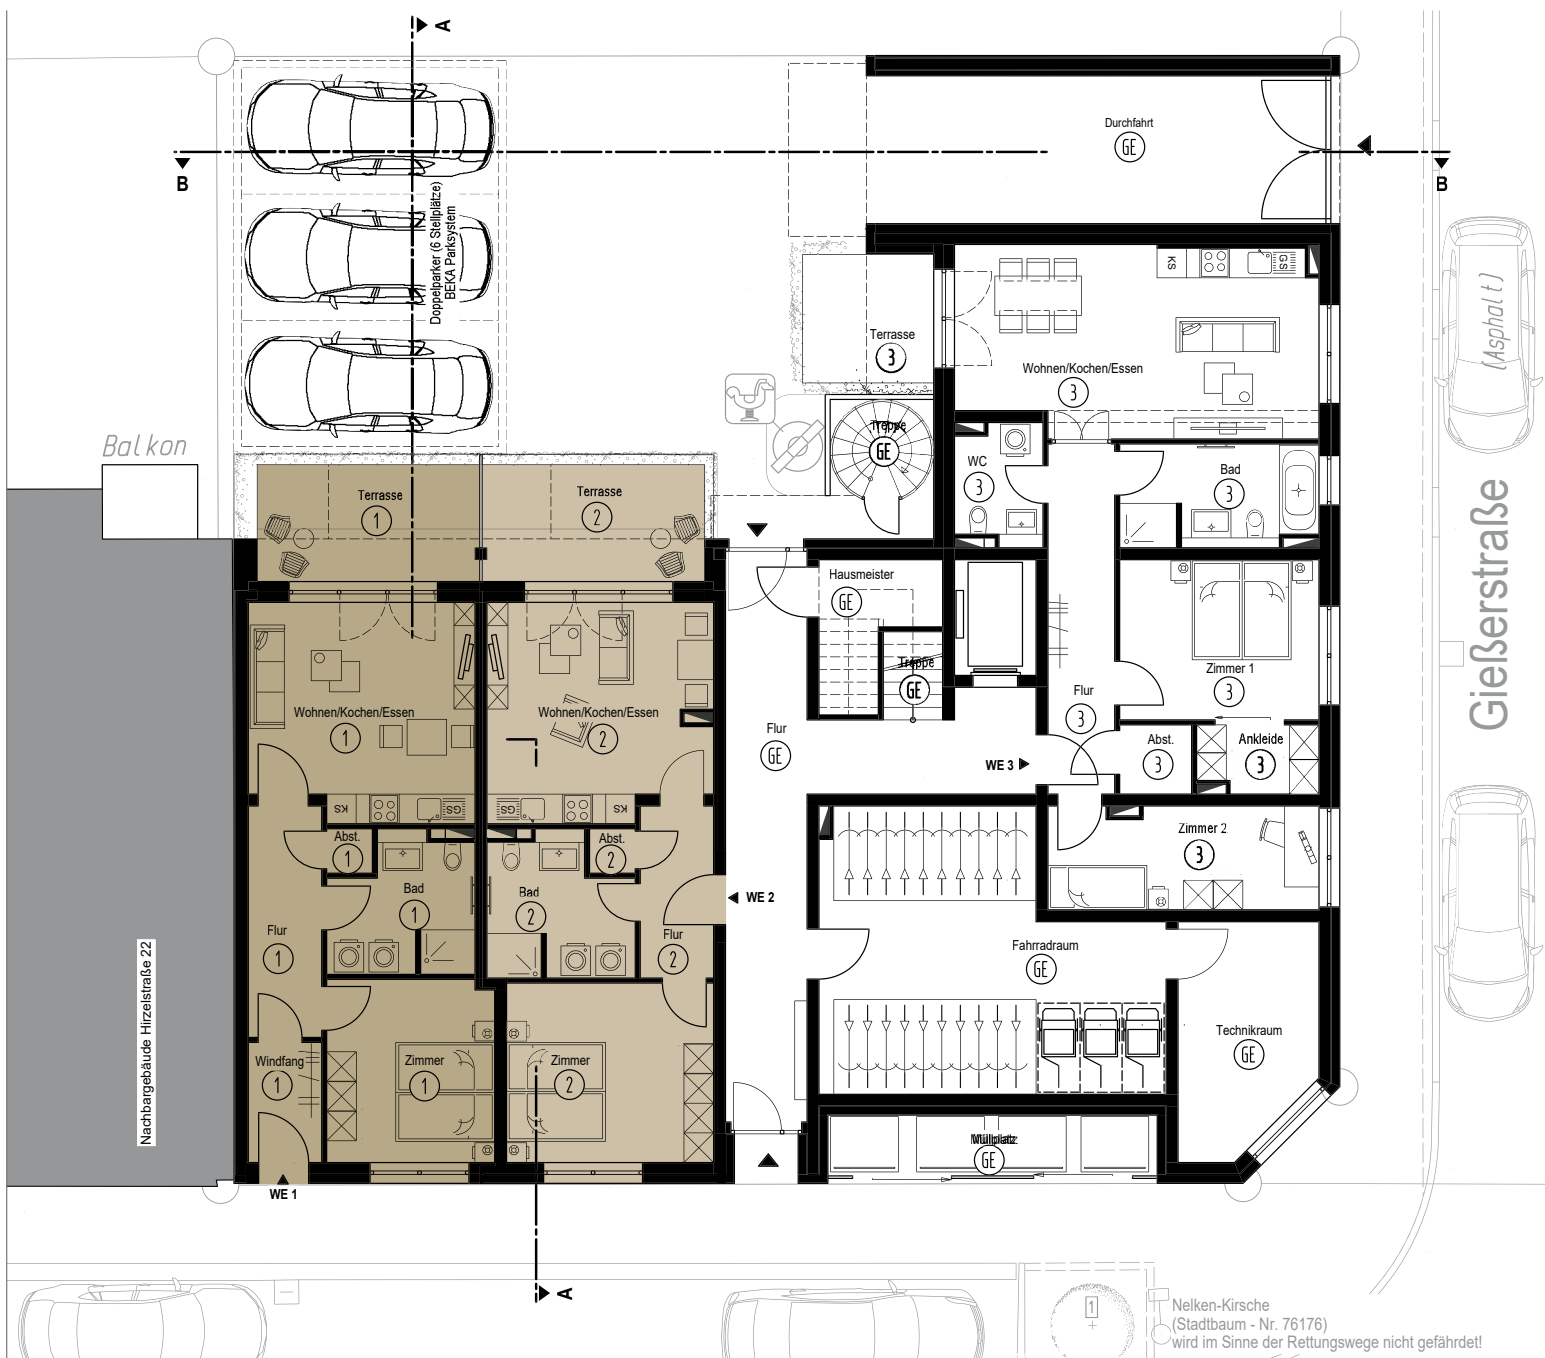 A
Durchfahrt
GE
B
B
Doppelparker (6 Stellplätze)
BEKA Parksystem
(Asphalt)
KS
GS
Terrasse
3
Wohnen/Kochen/Essen
3
Balkon
Treppe
GE
WC
3
Bad
3
Terrasse
1
Terrasse
2
Gießerstraße
Hausmeister
GE
Treppe
GE
Zimmer 1
3
Flur
3
Wohnen/Kochen/Essen
1
Wohnen/Kochen/Essen
2
Flur
GE
WE 3
Abst.
3
Ankleide
3
KS
GS
GS
KS
Abst.
1
Abst.
2
Zimmer 2
3
Bad
1
Bad
2
WE 2
Flur
1
Flur
2
Fahrradraum
GE
Nachbargebäude Hirzelstraße 22
Technikraum
GE
Windfang
1
Zimmer
1
Zimmer
2
Müllplatz
GE
WE 1
A
1
Nelken-Kirsche
(Stadtbaum - Nr. 76176)
wird im Sinne der Rettungswege nicht gefährdet!